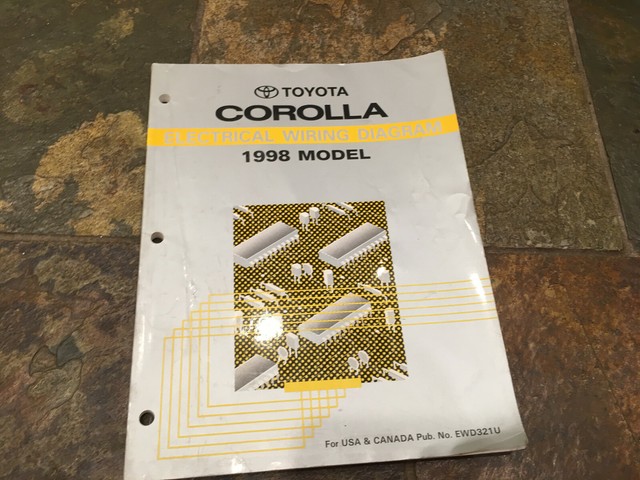 TOYOTA
COROLLA
ELECTRICAL WIRING DIAGRAM
1998 MODEL
For USA & CANADA Pub. No. EWD321U